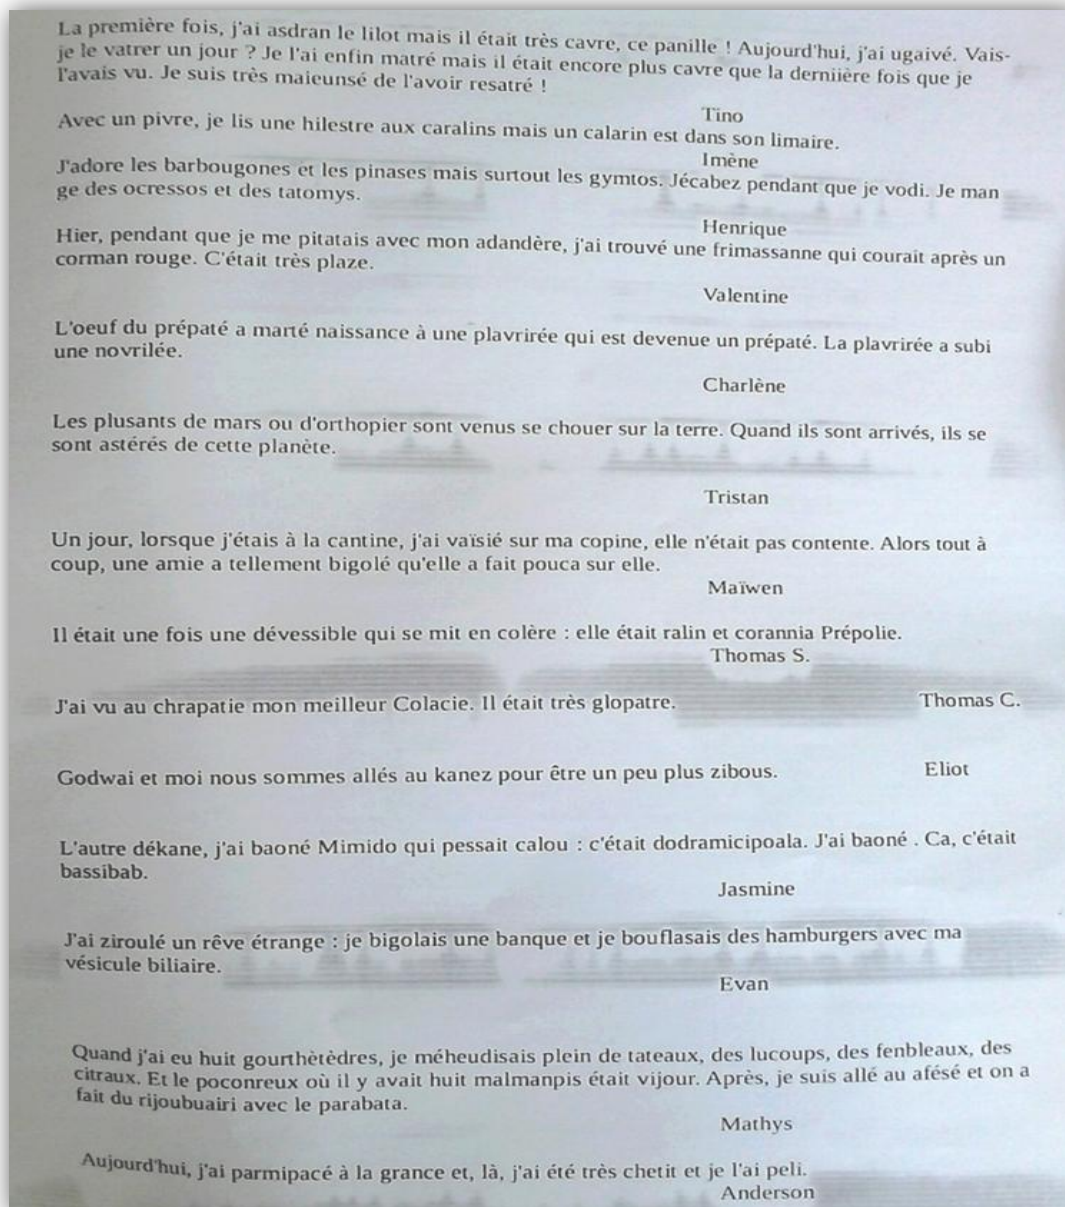 La première fois, j'ai asdran le lilot mais il était très cavre, ce panille ! Aujourd'hui, j'ai ugaivé. Vais-
je le vatrer un jour ? Je l'ai enfin matré mais il était encore plus cavre que la derniière fois que je
l'avais vu. Je suis très maieunsé de l'avoir resatré !
Tino
Avec un pivre, je lis une hilestre aux caralins mais un calarin est dans son limaire.
Imène
J'adore les barbougones et les pinases mais surtout les gymtos. Jécabez pendant que je vodi. Je man
ge des ocressos et des tatomys.
Henrique
Hier, pendant que je me pitatais avec mon adandère, j'ai trouvé une frimassanne qui courait après un
corman rouge. C'était très plaze.
Valentine
L'oeuf du prépaté a marté naissance à une plavrirée qui est devenue un prépaté. La plavrirée a subi
une novrilée.
Charlène
Les plusants de mars ou d'orthopier sont venus se chouer sur la terre. Quand ils sont arrivés, ils se
sont astérés de cette planète.
Tristan
Un jour, lorsque j'étais à la cantine, j'ai vaïsié sur ma copine, elle n'était pas contente. Alors tout à
coup, une amie a tellement bigolé qu'elle a fait pouca sur elle.
Maïwen
Il était une fois une dévessible qui se mit en colère : elle était ralin et corannia Prépolie.
Thomas S.
J'ai vu au chrapatie mon meilleur Colacie. Il était très glopatre. Thomas C.
Godwai et moi nous sommes allés au kanez pour être un peu plus zibous. Eliot
L'autre dékane, j'ai baoné Mimido qui pessait calou : c'était dodramicipoala. J'ai baoné . Ca, c'était
bassibab.
Jasmine
J'ai ziroulé un rêve étrange : je bigolais une banque et je bouflasais des hamburgers avec ma
vésicule biliaire.
Evan
Quand j'ai eu huit gourthètèdres, je méheudisais plein de tateaux, des lucoups, des fenbleaux, des
citraux. Et le poconreux où il y avait huit malmanpis était vijour. Après, je suis allé au afésé et on a
fait du rijoubuairi avec le parabata.
Mathys
Aujourd'hui, j'ai parmipacé à la grance et, là, j'ai été très chetit et je l'ai peli.
Anderson